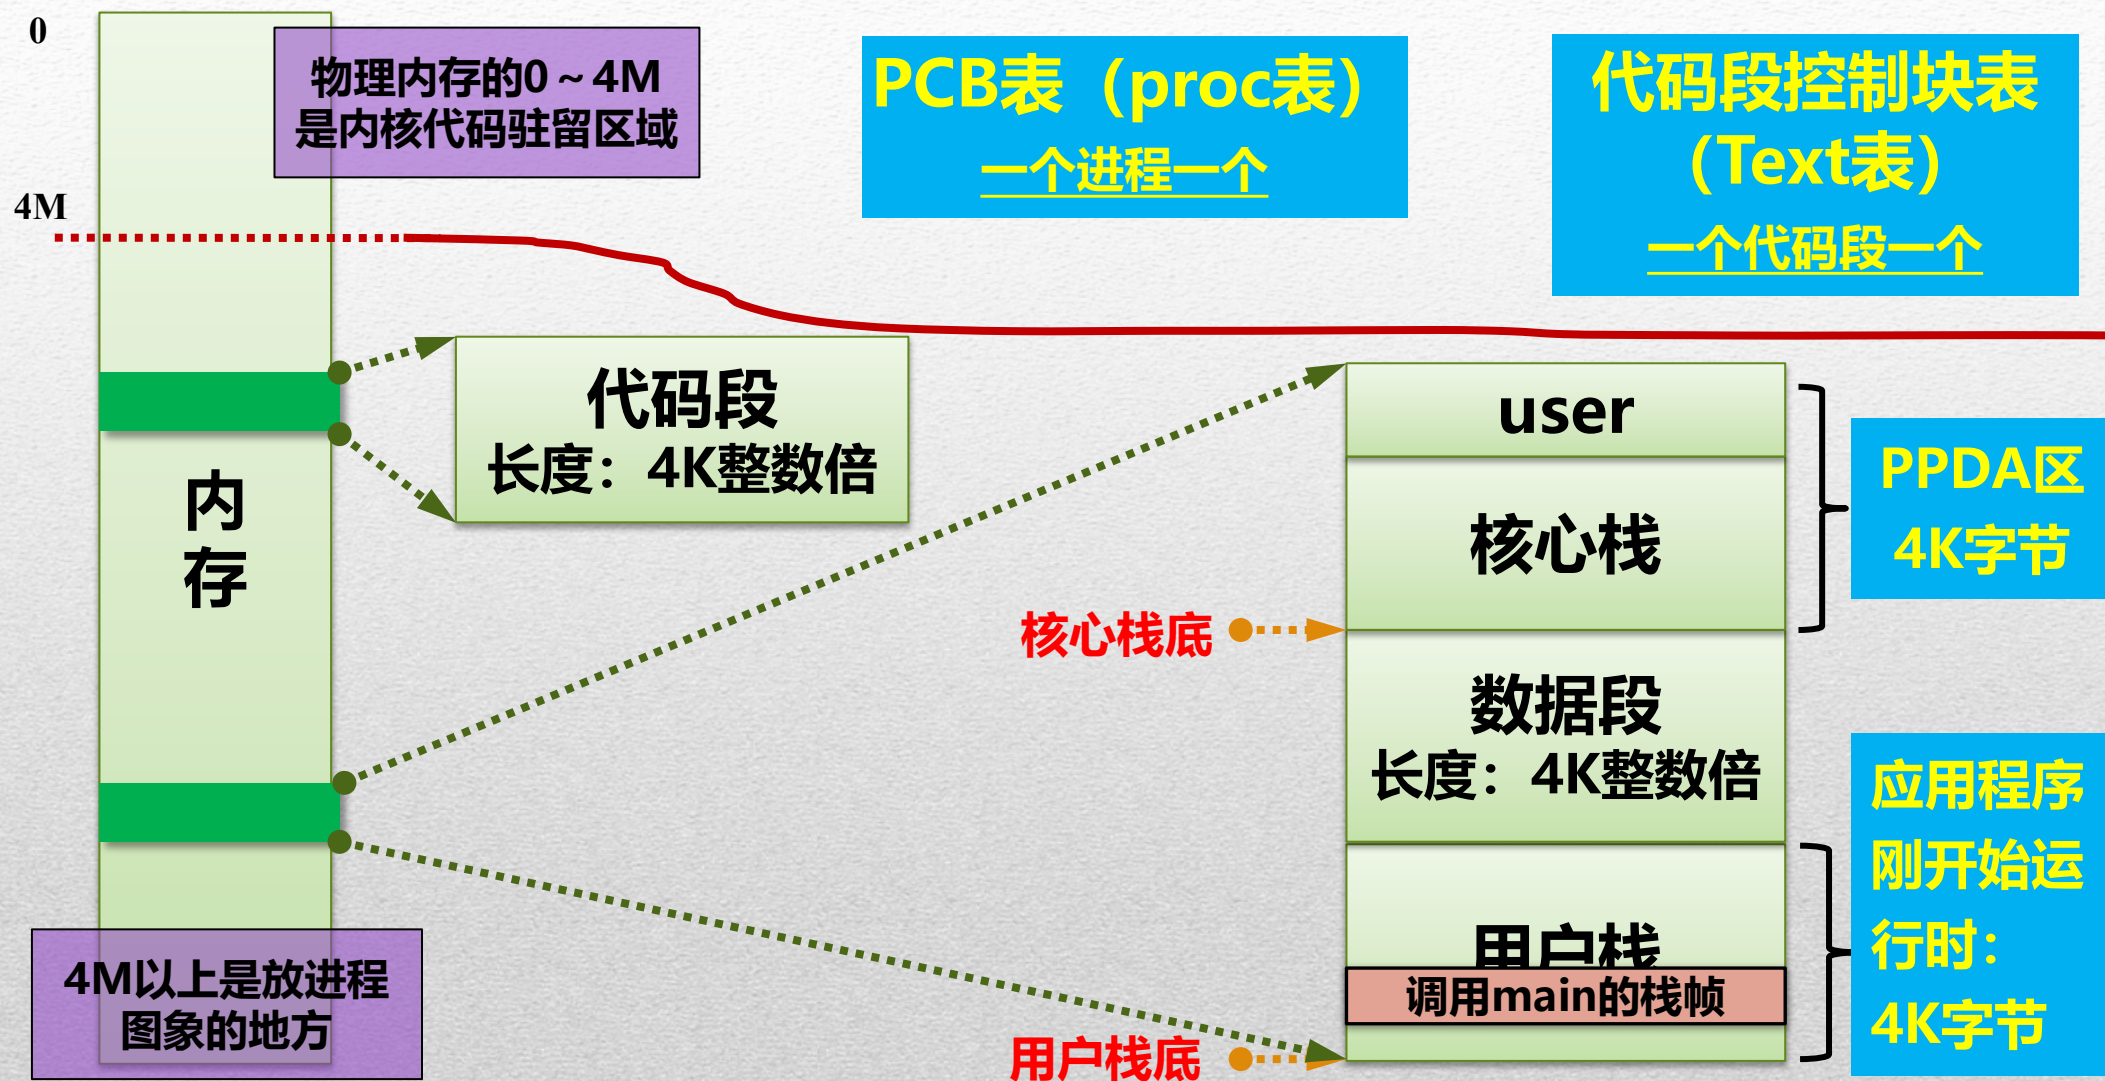 0
物理内存的0～4M
是内核代码驻留区域
PCB表（proc表）
一个进程一个
代码段控制块表
（Text表）
一个代码段一个
4M
代码段
长度：4K整数倍
内
存
user
核心栈
PPDA区
4K字节
核心栈底
数据段
长度：4K整数倍
应用程序
刚开始运
行时：
4K字节
用户栈
调用main的栈帧
用户栈底
4M以上是放进程
图象的地方